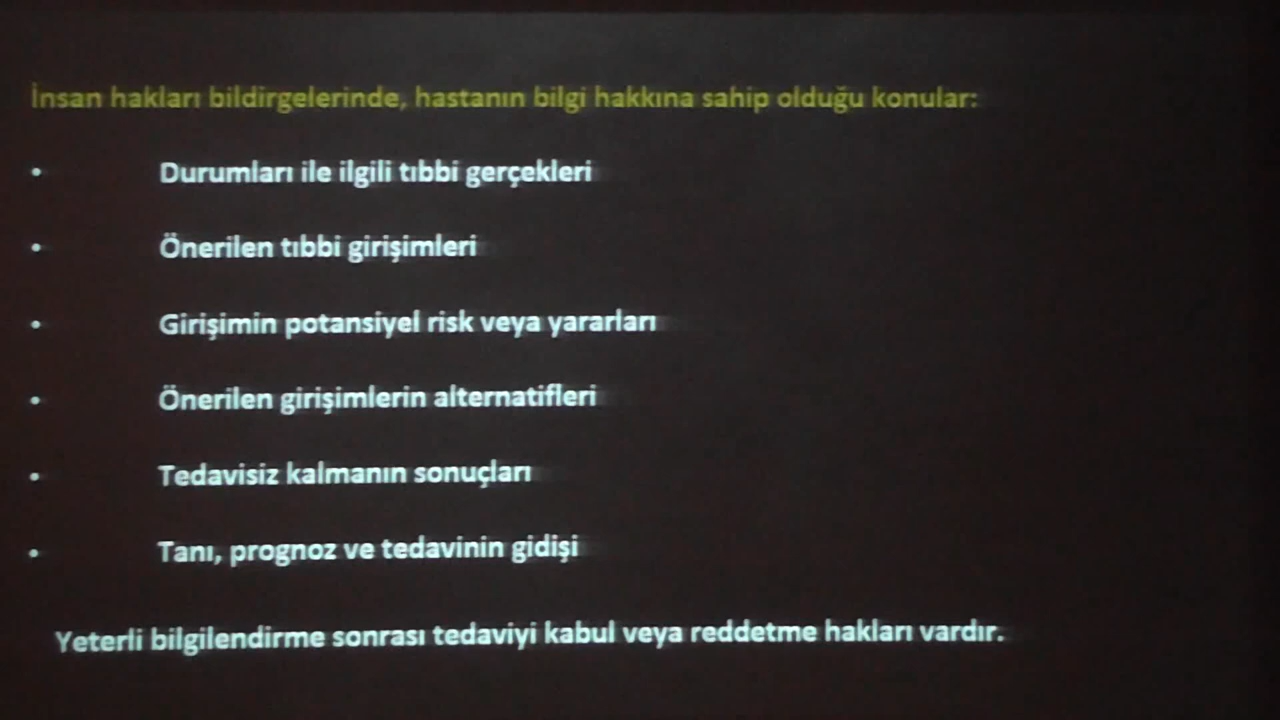 İnsan hakları bildirgelerinde, hastanın bilgi hakkına sahip olduğu konular:
• Durumları ile ilgili tıbbi gerçekleri
• Önerilen tıbbi girişimleri
• Girişimin potansiyel risk veya yararları
• Önerilen girişimlerin alternatifleri
• Tedavisiz kalmanın sonuçları
• Tanı, prognoz ve tedavinin gidişi
Yeterli bilgilendirme sonrası tedaviyi kabul veya reddetme hakları vardır.